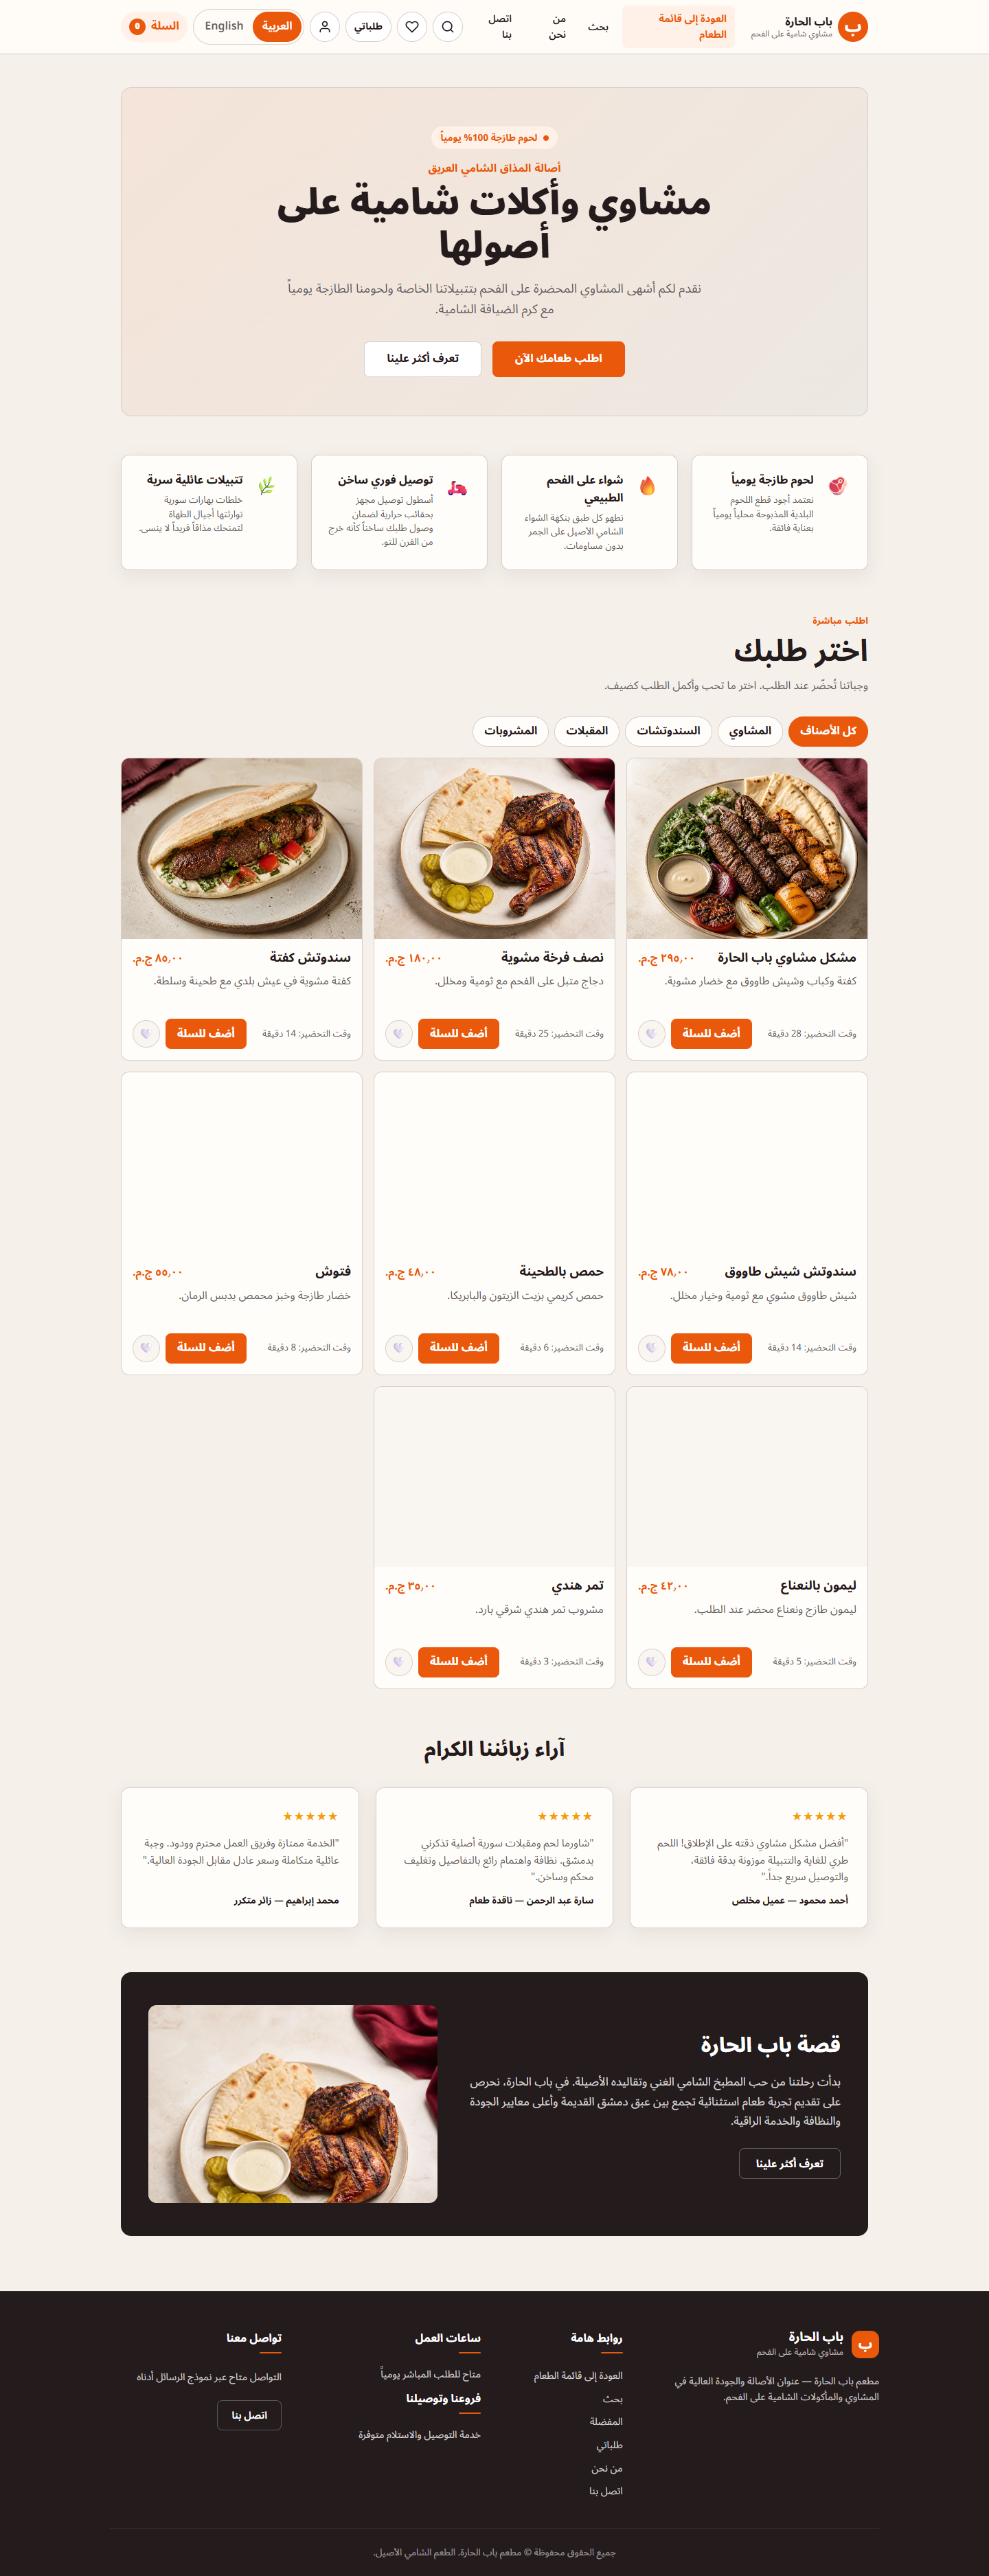 ب
باب الحارة
مشاوي شامية على الفحم
العودة إلى قائمة
الطعام
بحث
من
نحن
اتصل
بنا
طلباتي
العربية
English
السلة
0
لحوم طازجة 100% يومياً
أصالة المذاق الشامي العريق
مشاوي وأكلات شامية على
أصولها
نقدم لكم أشهى المشاوي المحضرة على الفحم بتتبيلاتنا الخاصة ولحومنا الطازجة يومياً
مع كرم الضيافة الشامية.
اطلب طعامك الآن
تعرف أكثر علينا
لحوم طازجة يومياً
نعتمد أجود قطع اللحوم
البلدية المذبوحة محلياً يومياً
بعناية فائقة.
شواء على الفحم
الطبيعي
نطهو كل طبق بنكهة الشواء
الشامي الأصيل على الجمر
بدون مساومات.
توصيل فوري ساخن
أسطول توصيل مجهز
بحقائب حرارية لضمان
وصول طلبك ساخناً كأنه خرج
من الفرن للتو.
تتبيلات عائلية سرية
خلطات بهارات سورية
توارثتها أجيال الطهاة
لتمنحك مذاقاً فريداً لا ينسى.
اطلب مباشرة
اختر طلبك
وجباتنا تُحضّر عند الطلب. اختر ما تحب وأكمل الطلب كضيف.
كل الأصناف
المشاوي
السندوتشات
المقبلات
المشروبات
مشكل مشاوي باب الحارة
٢٩٥٫٠٠ ج.م.
كفتة وكباب وشيش طاووق مع خضار مشوية.
وقت التحضير: 28 دقيقة
أضف للسلة
نصف فرخة مشوية
١٨٠٫٠٠ ج.م.
دجاج متبل على الفحم مع ثومية ومخلل.
وقت التحضير: 25 دقيقة
أضف للسلة
سندوتش كفتة
٨٥٫٠٠ ج.م.
كفتة مشوية في عيش بلدي مع طحينة وسلطة.
وقت التحضير: 14 دقيقة
أضف للسلة
سندوتش شيش طاووق
٧٨٫٠٠ ج.م.
شيش طاووق مشوي مع ثومية وخيار مخلل.
وقت التحضير: 14 دقيقة
أضف للسلة
حمص بالطحينة
٤٨٫٠٠ ج.م.
حمص كريمي بزيت الزيتون والبابريكا.
وقت التحضير: 6 دقيقة
أضف للسلة
فتوش
٥٥٫٠٠ ج.م.
خضار طازجة وخبز محمص بدبس الرمان.
وقت التحضير: 8 دقيقة
أضف للسلة
ليمون بالنعناع
٤٢٫٠٠ ج.م.
ليمون طازج ونعناع محضر عند الطلب.
وقت التحضير: 5 دقيقة
أضف للسلة
تمر هندي
٣٥٫٠٠ ج.م.
مشروب تمر هندي شرقي بارد.
وقت التحضير: 3 دقيقة
أضف للسلة
آراء زبائننا الكرام
★★★★★
"أفضل مشكل مشاوي ذقته على الإطلاق! اللحم
طري للغاية والتتبيلة موزونة بدقة فائقة،
والتوصيل سريع جداً."
أحمد محمود — عميل مخلص
★★★★★
"شاورما لحم ومقبلات سورية أصلية تذكرني
بدمشق. نظافة واهتمام رائع بالتفاصيل وتغليف
محكم وساخن."
سارة عبد الرحمن — ناقدة طعام
★★★★★
"الخدمة ممتازة وفريق العمل محترم وودود. وجبة
عائلية متكاملة وسعر عادل مقابل الجودة العالية."
محمد إبراهيم — زائر متكرر
قصة باب الحارة
بدأت رحلتنا من حب المطبخ الشامي الغني وتقاليده الأصيلة. في باب الحارة، نحرص
على تقديم تجربة طعام استثنائية تجمع بين عبق دمشق القديمة وأعلى معايير الجودة
والنظافة والخدمة الراقية.
تعرف أكثر علينا
ب
باب الحارة
مشاوي شامية على الفحم
مطعم باب الحارة — عنوان الأصالة والجودة العالية في
المشاوي والمأكولات الشامية على الفحم.
روابط هامة
العودة إلى قائمة الطعام
بحث
المفضلة
طلباتي
من نحن
اتصل بنا
ساعات العمل
متاح للطلب المباشر يومياً
فروعنا وتوصيلنا
خدمة التوصيل والاستلام متوفرة
تواصل معنا
التواصل متاح عبر نموذج الرسائل أدناه
اتصل بنا
جميع الحقوق محفوظة © مطعم باب الحارة. الطعم الشامي الأصيل.